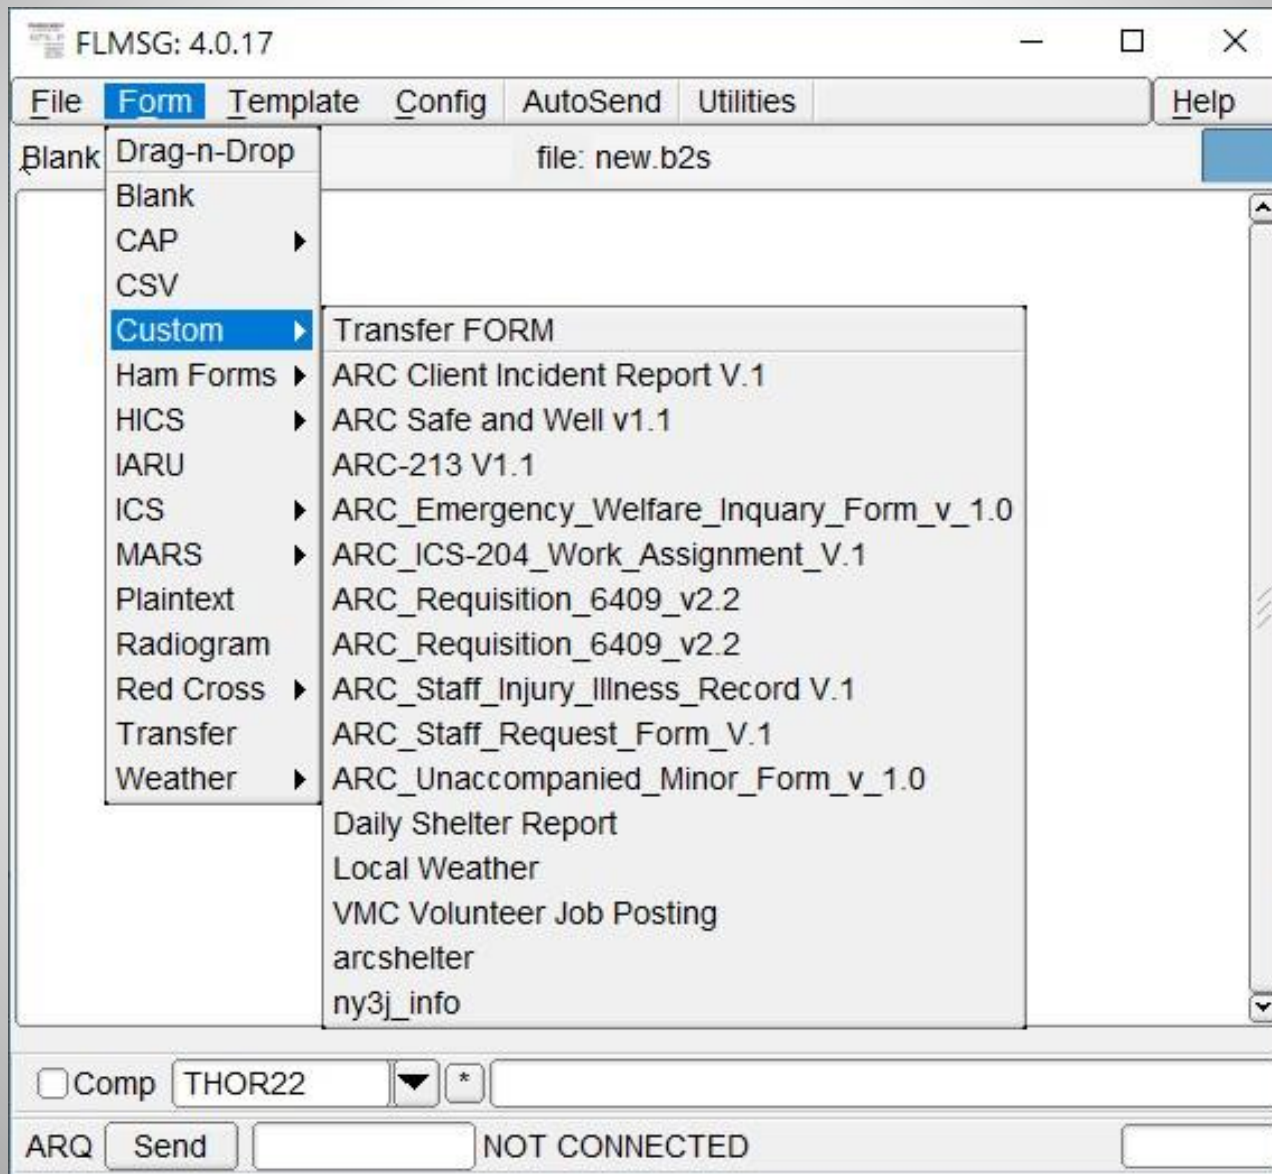 FLMSG: 4.0.17
File Form Template Config AutoSend Utilities Help
Blank file: new.b2s
Drag-n-Drop
Blank
CAP
CSV
Custom
Ham Forms
HICS
IARU
ICS
MARS
Plaintext
Radiogram
Red Cross
Transfer
Weather
Transfer FORM
ARC Client Incident Report V.1
ARC Safe and Well v1.1
ARC-213 V1.1
ARC_Emergency_Welfare_Inquary_Form_v_1.0
ARC_ICS-204_Work_Assignment_V.1
ARC_Requisition_6409_v2.2
ARC_Requisition_6409_v2.2
ARC_Staff_Injury_Illness_Record V.1
ARC_Staff_Request_Form_V.1
ARC_Unaccompanied_Minor_Form_v_1.0
Daily Shelter Report
Local Weather
VMC Volunteer Job Posting
arcshelter
ny3j_info
Comp THOR22 *
ARQ Send NOT CONNECTED